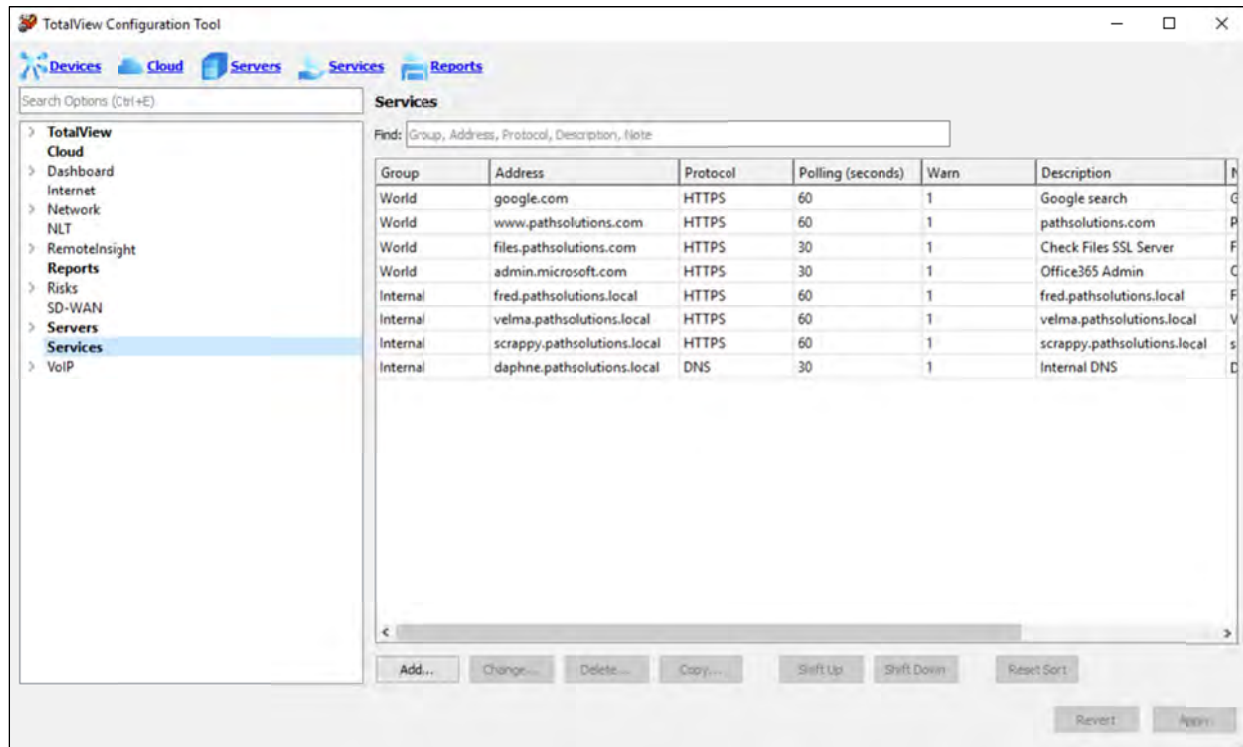 TotalView Configuration Tool
Devices Cloud Servers Services Reports
Search Options (Ctrl+E)
TotalView
Cloud
Dashboard
Internet
Network
NLT
RemoteInsight
Reports
Risks
SD-WAN
Servers
Services
VoIP
Services
Find: Group, Address, Protocol, Description, Note
Group Address Protocol Polling (seconds) Warn Description
World google.com HTTPS 60 1 Google search G
World www.pathsolutions.com HTTPS 60 1 pathsolutions.com P
World files.pathsolutions.com HTTPS 30 1 Check Files SSL Server F
World admin.microsoft.com HTTPS 30 1 Office365 Admin
Internal fred.pathsolutions.local HTTPS 60 1 fred.pathsolutions.local F
Internal velma.pathsolutions.local HTTPS 60 1 velma.pathsolutions.local V
Internal scrappy.pathsolutions.local HTTPS 60 1 scrappy.pathsolutions.local s
Internal daphne.pathsolutions.local DNS 30 1 Internal DNS
Add... Change... Delete... Copy... Shift Up Shift Down Reset Sort
Revert Apply